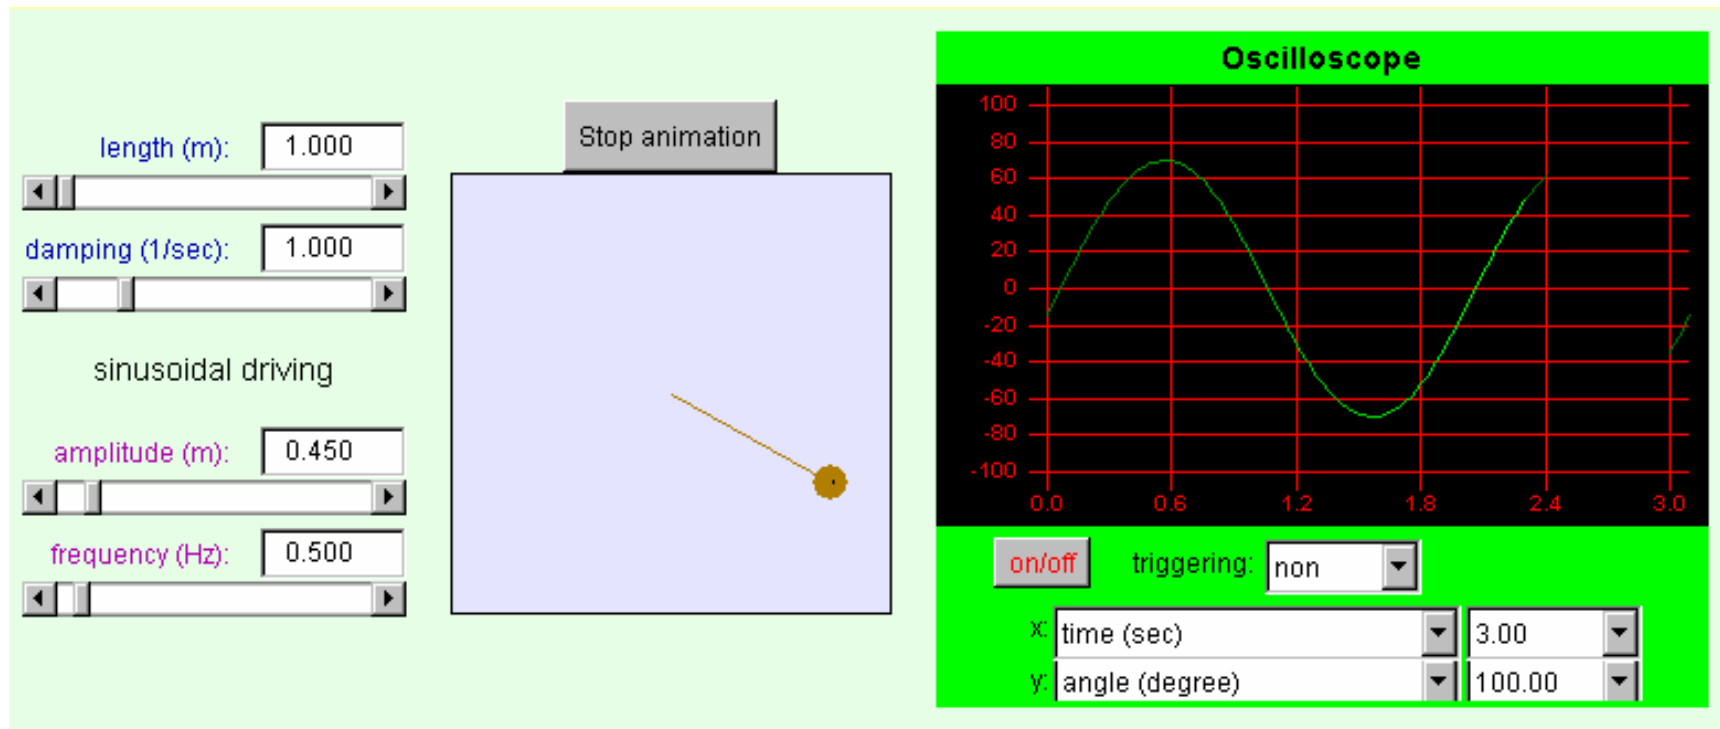 length (m): 1.000
damping (1/sec): 1.000
sinusoidal driving
amplitude (m): 0.450
frequency (Hz): 0.500
Stop animation
Oscilloscope
100
80
60
40
20
0
-20
-40
-60
-80
-100
0.0 0.6 1.2 1.8 2.4 3.0
on/off triggering: non
x: time (sec) 3.00
y: angle (degree) 100.00